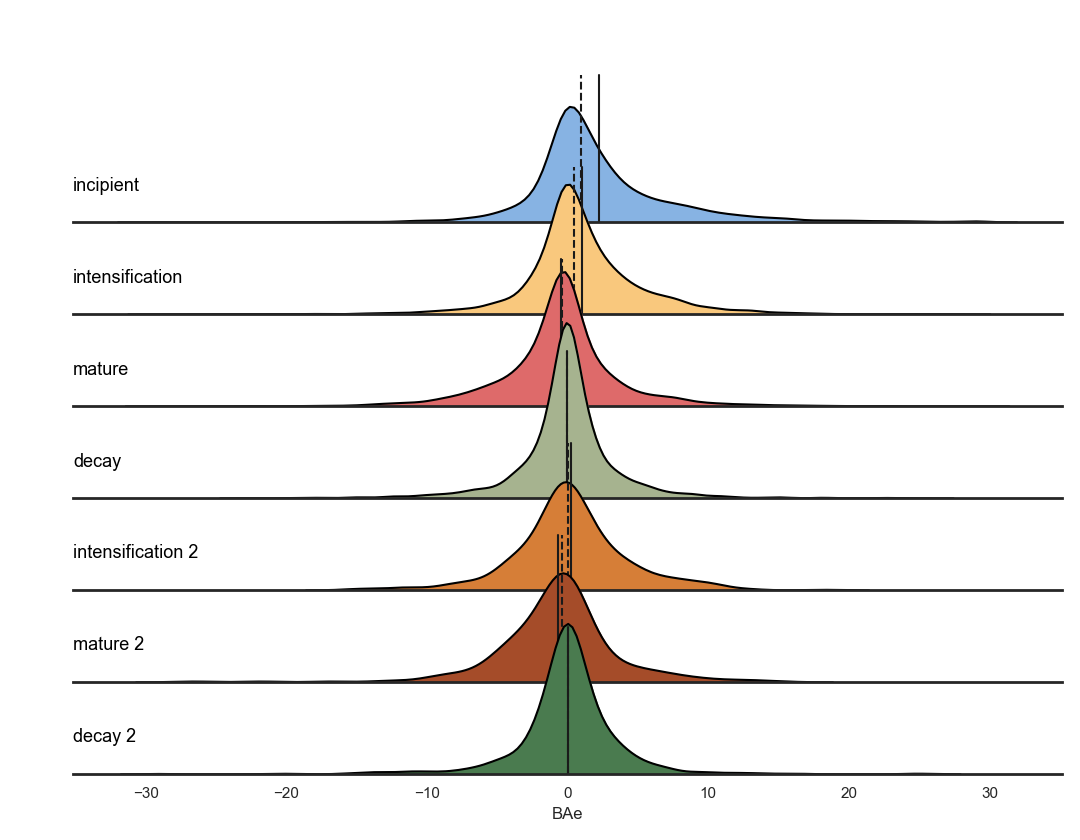 incipient
intensification
mature
decay
intensification 2
mature 2
decay 2
−30 −20 −10 0 10 20 30
BAe